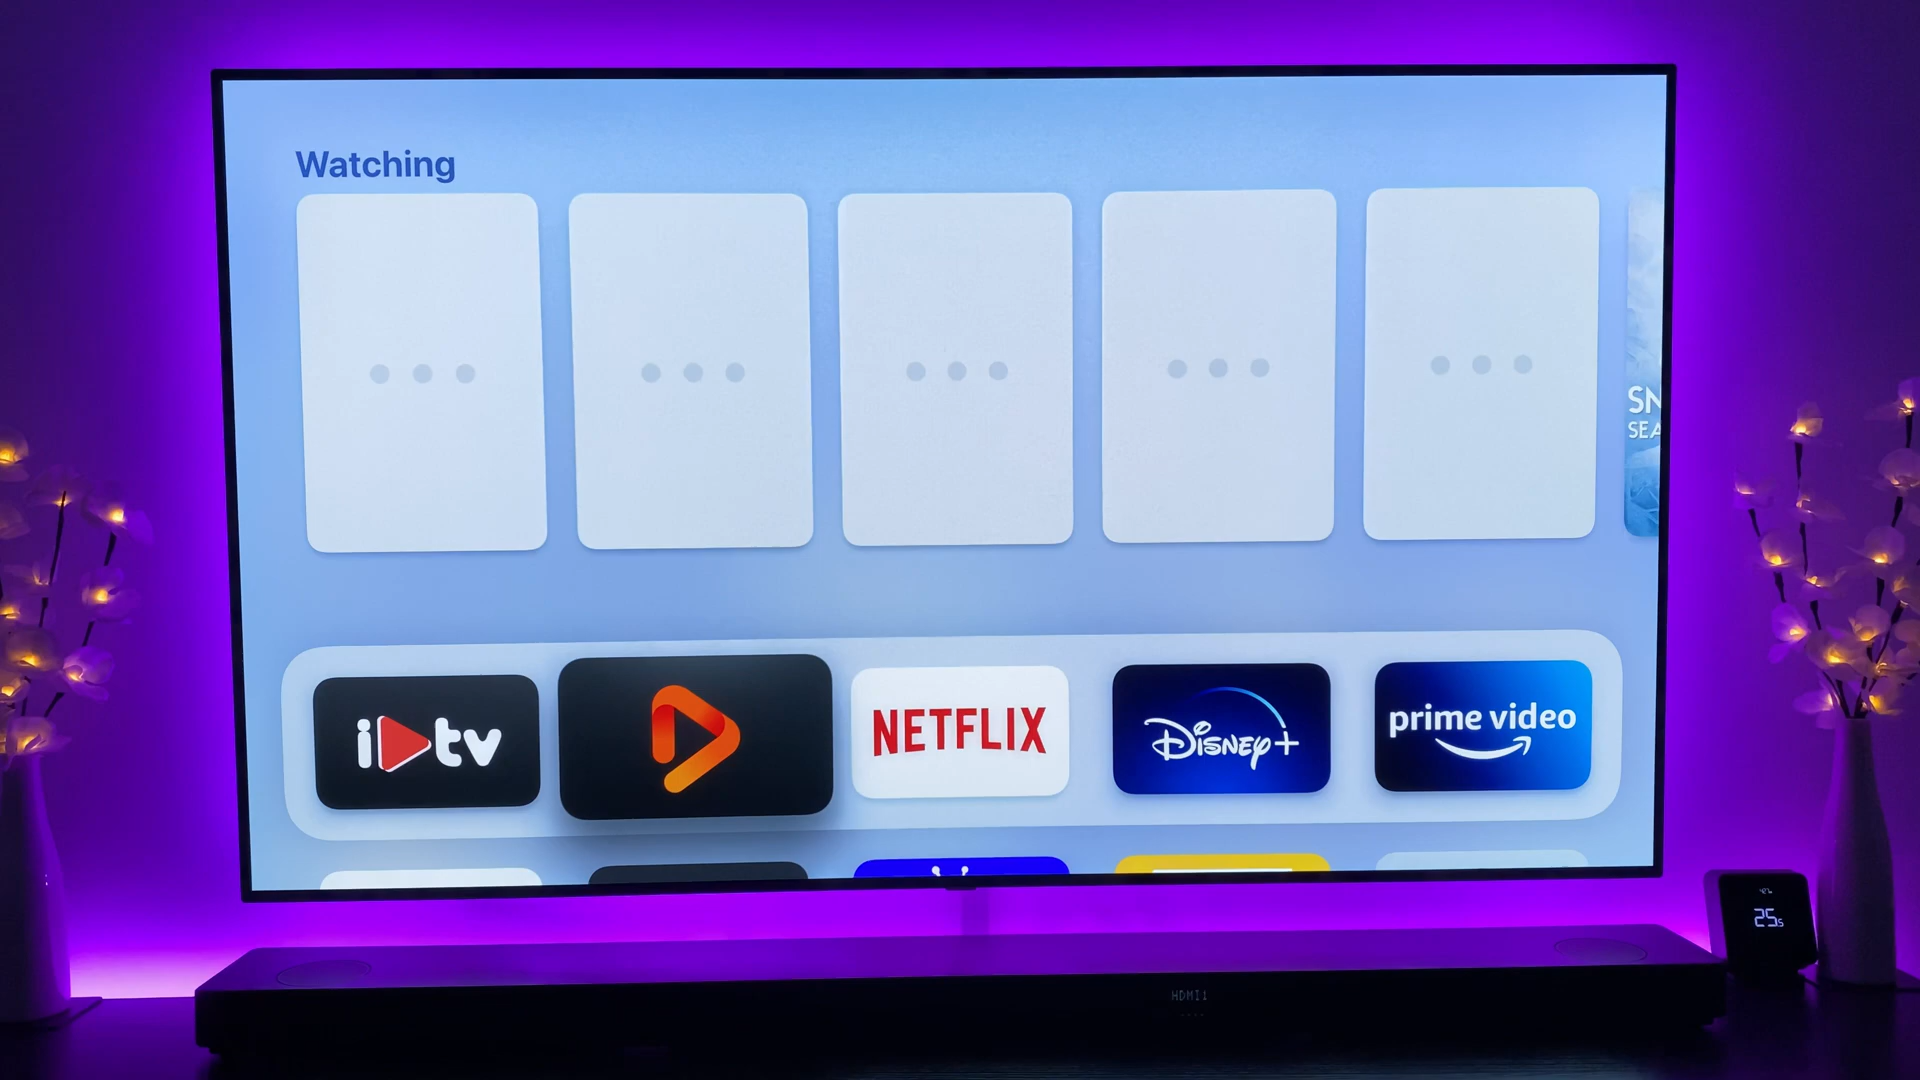 Watching
SN
SEA
itv
NETFLIX
Disney+
prime video
25
HDMI1